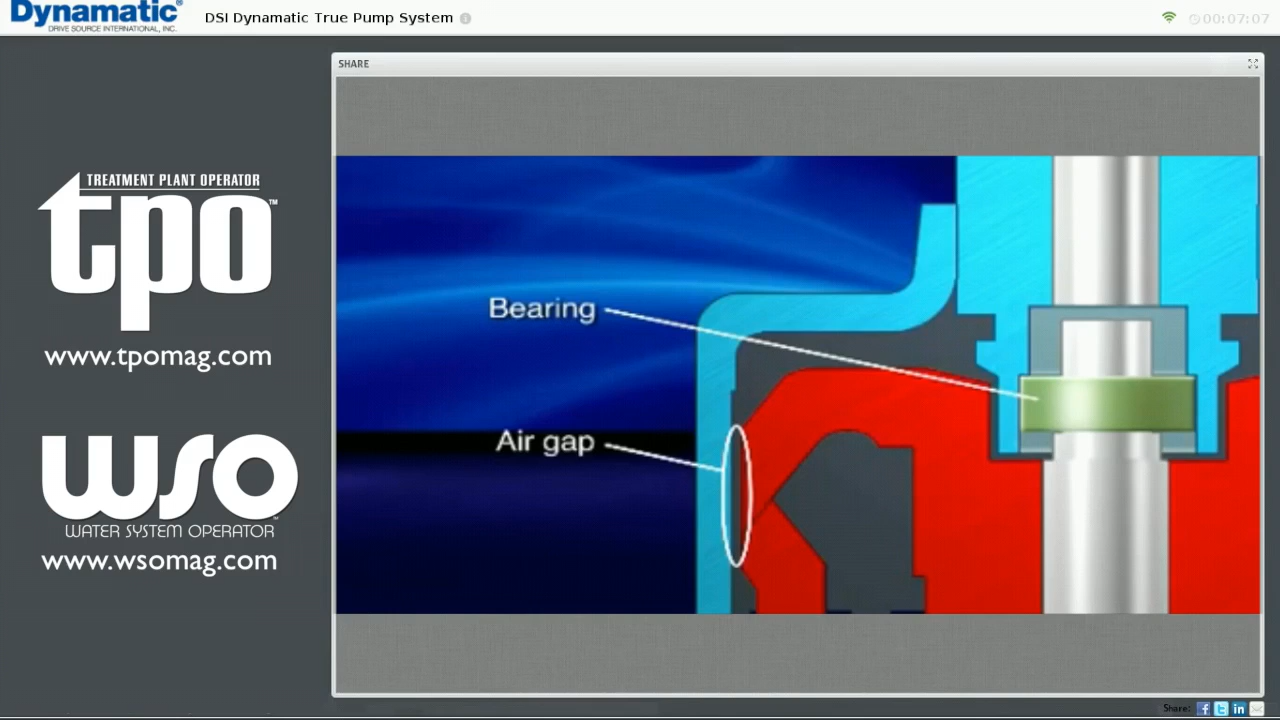 Dynamatic®
DRIVE SOURCE INTERNATIONAL, INC.
DSI Dynamatic True Pump System
00:07:07
SHARE
TREATMENT PLANT OPERATOR
tpo™
www.tpomag.com
wso
WATER SYSTEM OPERATOR
www.wsomag.com
Bearing
Air gap
Share: